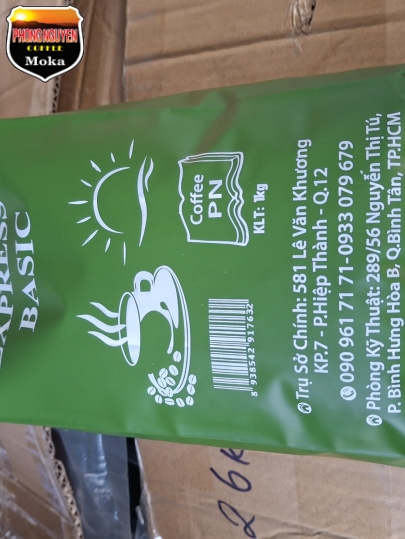 PHUNG NGUYEN
COFFEE
Moka
EXPRESS
BASIC
Coffee
PN
KLT: 1kg
8 938542 917632
Trụ Sở Chính: 581 Lê Văn Khương
KP.7 - P.Hiệp Thành - Q.12
090 961 71 71-0933 079 679
Phòng Kỹ Thuật: 289/56 Nguyễn Thị Tú,
P. Bình Hưng Hòa B, Q.Bình Tân, TP.HCM